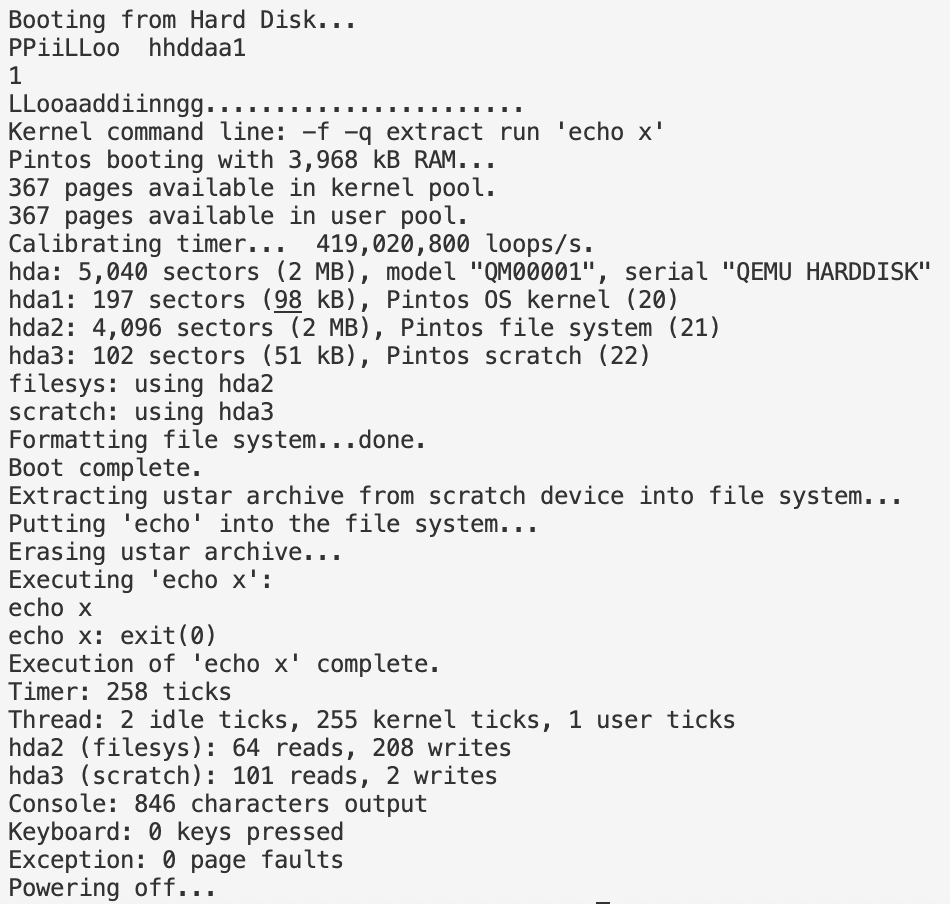 Booting from Hard Disk...
PPiiLLoo  hhddaa1
1
LLooaaddiinngg.......................
Kernel command line: -f -q extract run 'echo x'
Pintos booting with 3,968 kB RAM...
367 pages available in kernel pool.
367 pages available in user pool.
Calibrating timer...  419,020,800 loops/s.
hda: 5,040 sectors (2 MB), model "QM00001", serial "QEMU HARDDISK"
hda1: 197 sectors (98 kB), Pintos OS kernel (20)
hda2: 4,096 sectors (2 MB), Pintos file system (21)
hda3: 102 sectors (51 kB), Pintos scratch (22)
filesys: using hda2
scratch: using hda3
Formatting file system...done.
Boot complete.
Extracting ustar archive from scratch device into file system...
Putting 'echo' into the file system...
Erasing ustar archive...
Executing 'echo x':
echo x
echo x: exit(0)
Execution of 'echo x' complete.
Timer: 258 ticks
Thread: 2 idle ticks, 255 kernel ticks, 1 user ticks
hda2 (filesys): 64 reads, 208 writes
hda3 (scratch): 101 reads, 2 writes
Console: 846 characters output
Keyboard: 0 keys pressed
Exception: 0 page faults
Powering off...